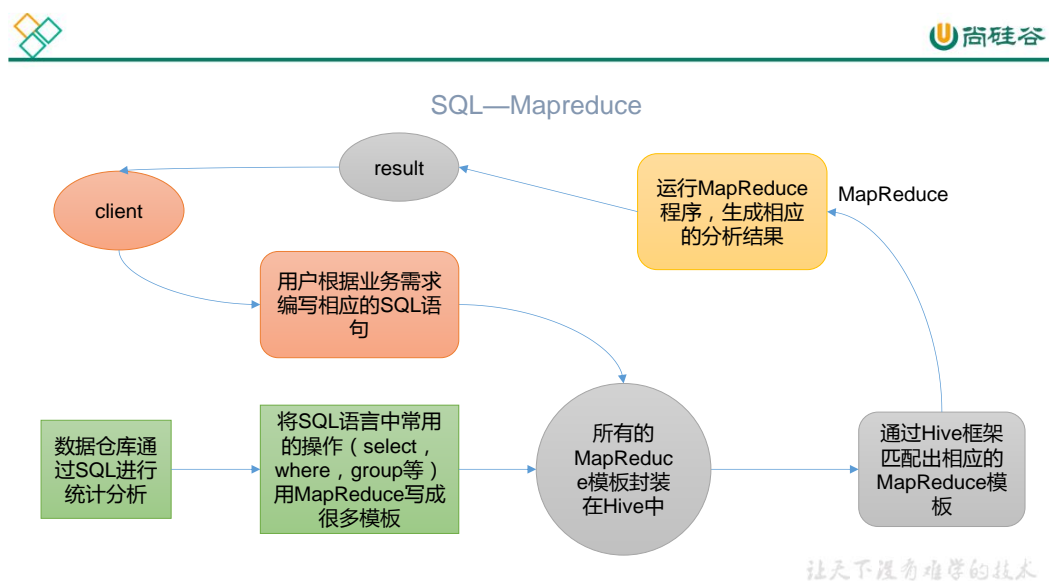 尚硅谷
SQL—Mapreduce
result
client
运行MapReduce
程序，生成相应
的分析结果
MapReduce
用户根据业务需求
编写相应的SQL语
句
数据仓库通
过SQL进行
统计分析
将SQL语言中常用
的操作（select，
where，group等）
用MapReduce写成
很多模板
所有的
MapReduc
e模板封装
在Hive中
通过Hive框架
匹配出相应的
MapReduce模
板
让天下没有难学的技术